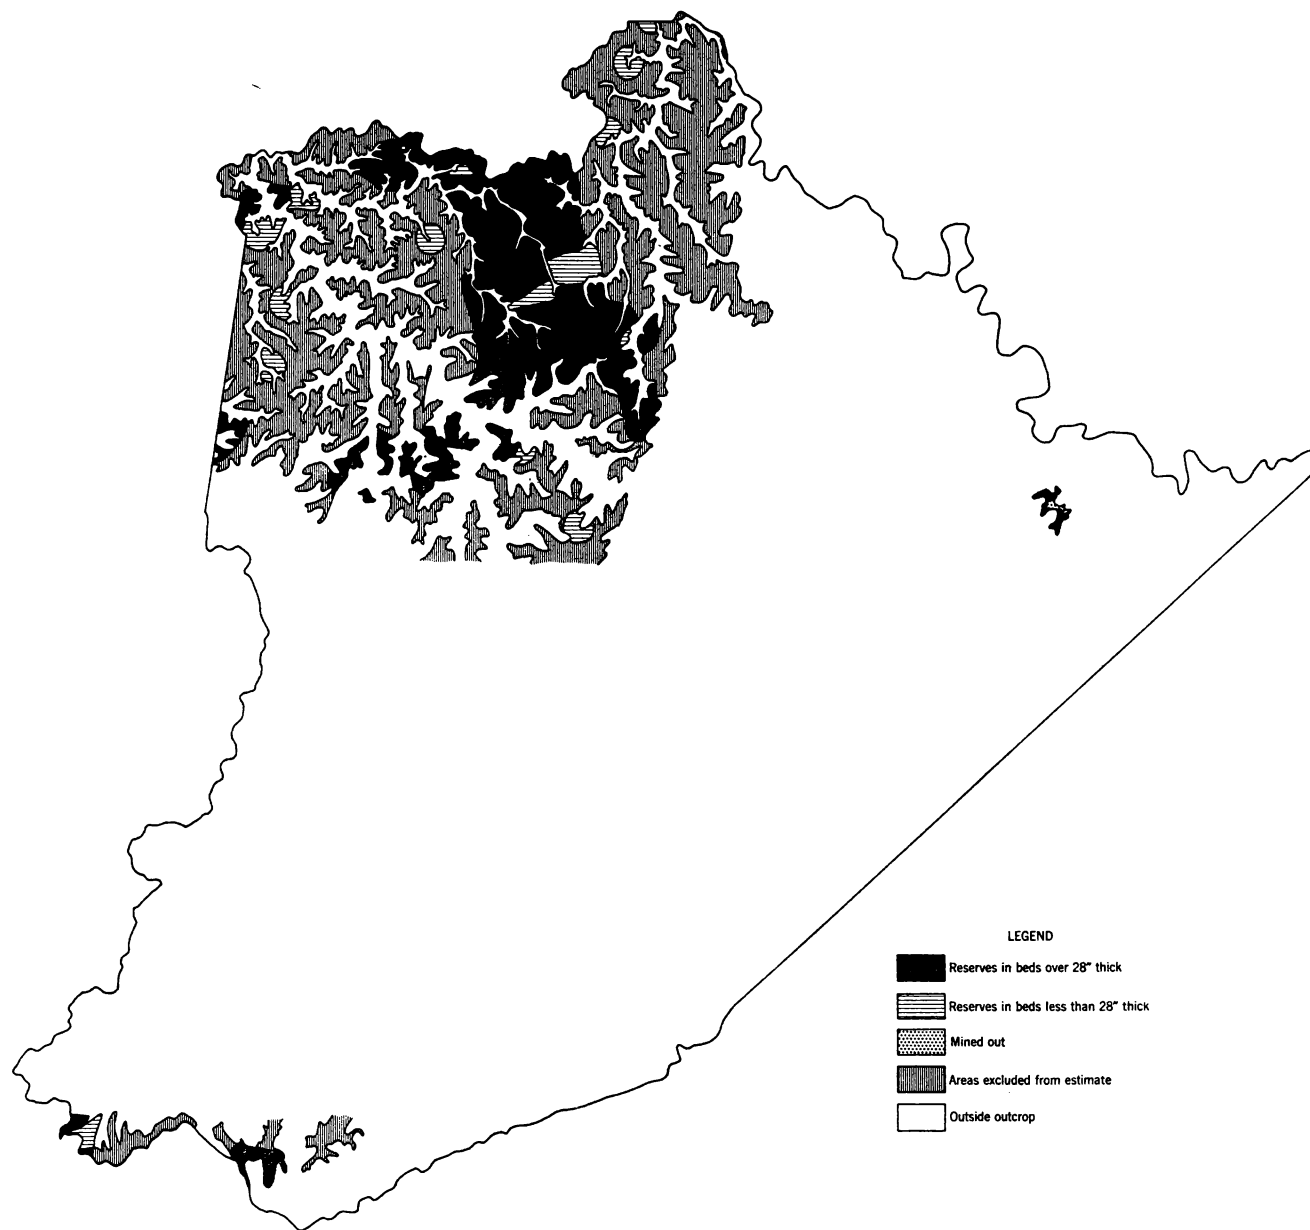 LEGEND
Reserves in beds over 28" thick
Reserves in beds less than 28" thick
Mined out
Areas excluded from estimate
Outside outcrop